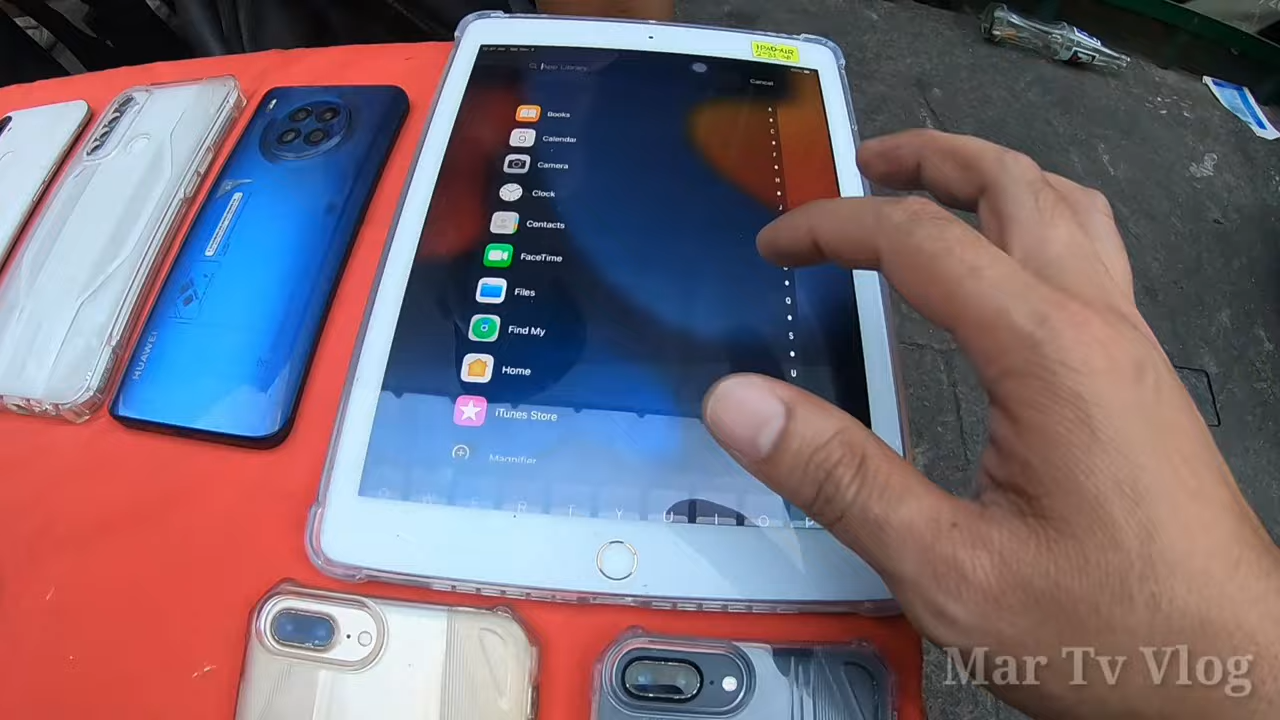 IPAD AIR
App Library
Cancel
Books
Calendar
9
Camera
Clock
Contacts
FaceTime
Files
Find My
Home
iTunes Store
Magnifier
Q W E R T Y U I O P
HUAWEI
Mar Tv Vlog